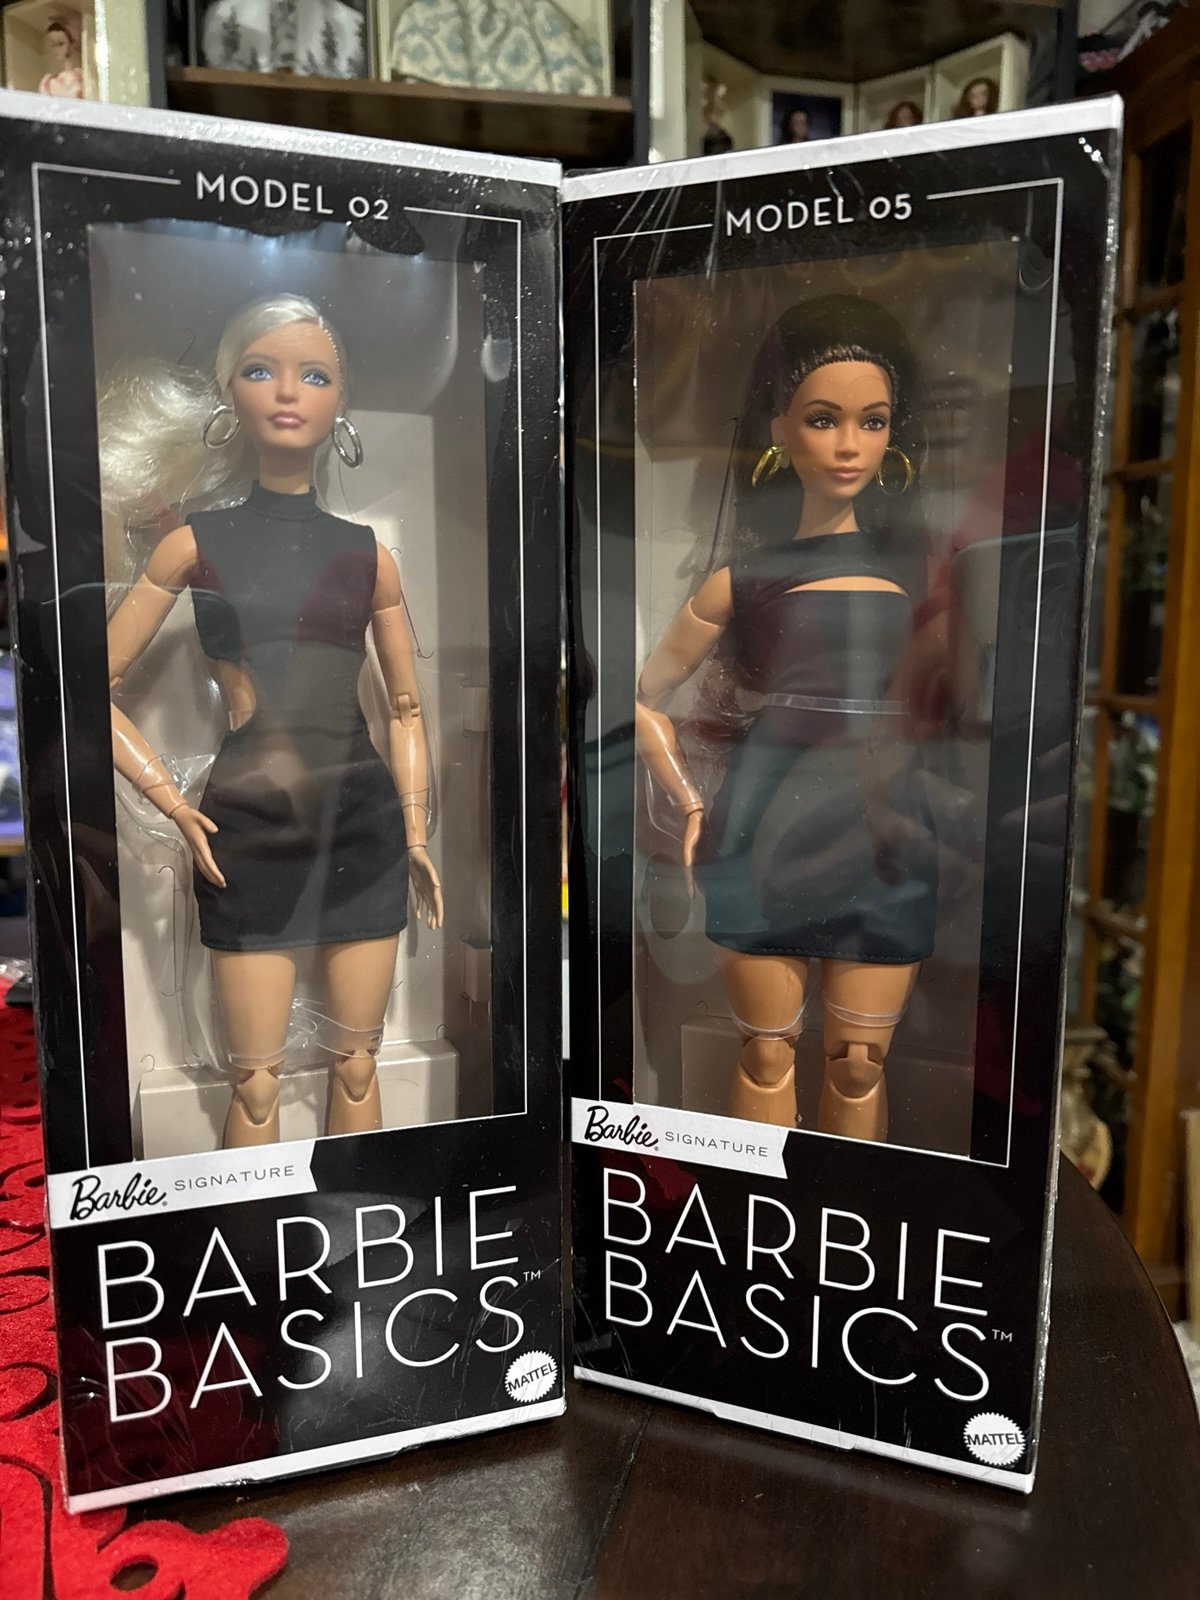 MODEL 02
Barbie SIGNATURE
BARBIE
BASICS™
MATTEL
MODEL 05
Barbie SIGNATURE
BARBIE
BASICS™
MATTEL